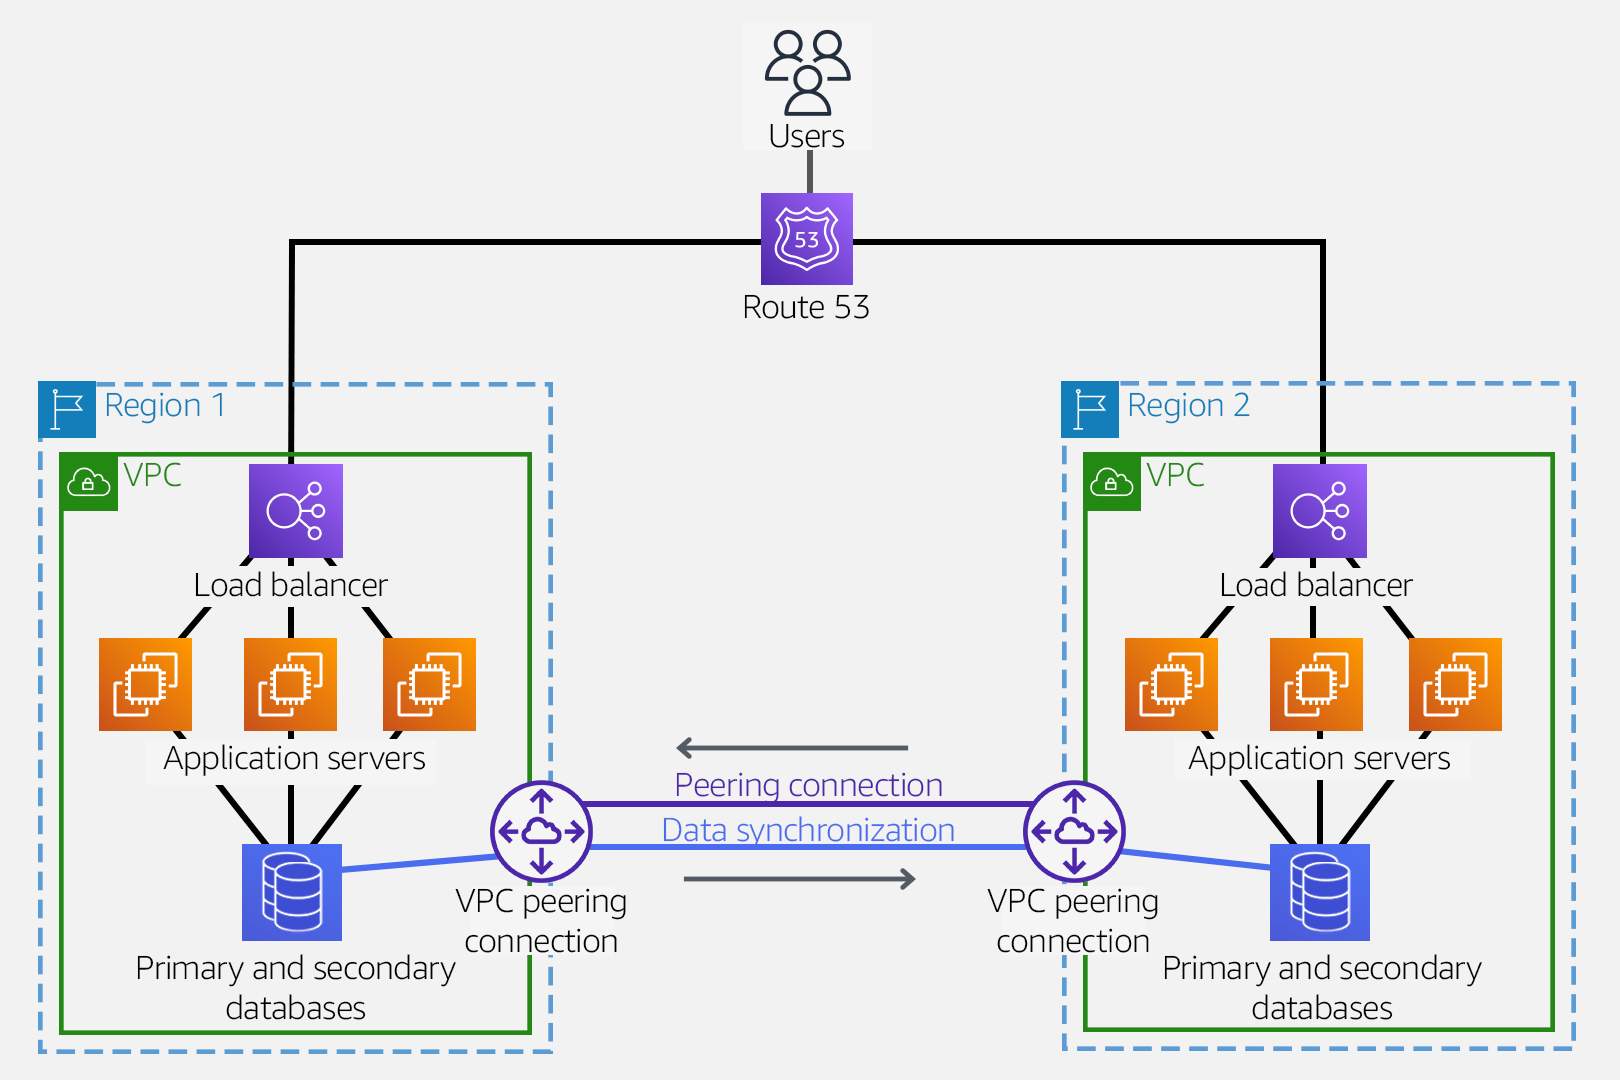 Users
53
Route 53
Region 1
VPC
Load balancer
Application servers
Primary and secondary
databases
VPC peering
connection
Peering connection
Data synchronization
VPC peering
connection
Region 2
VPC
Load balancer
Application servers
Primary and secondary
databases